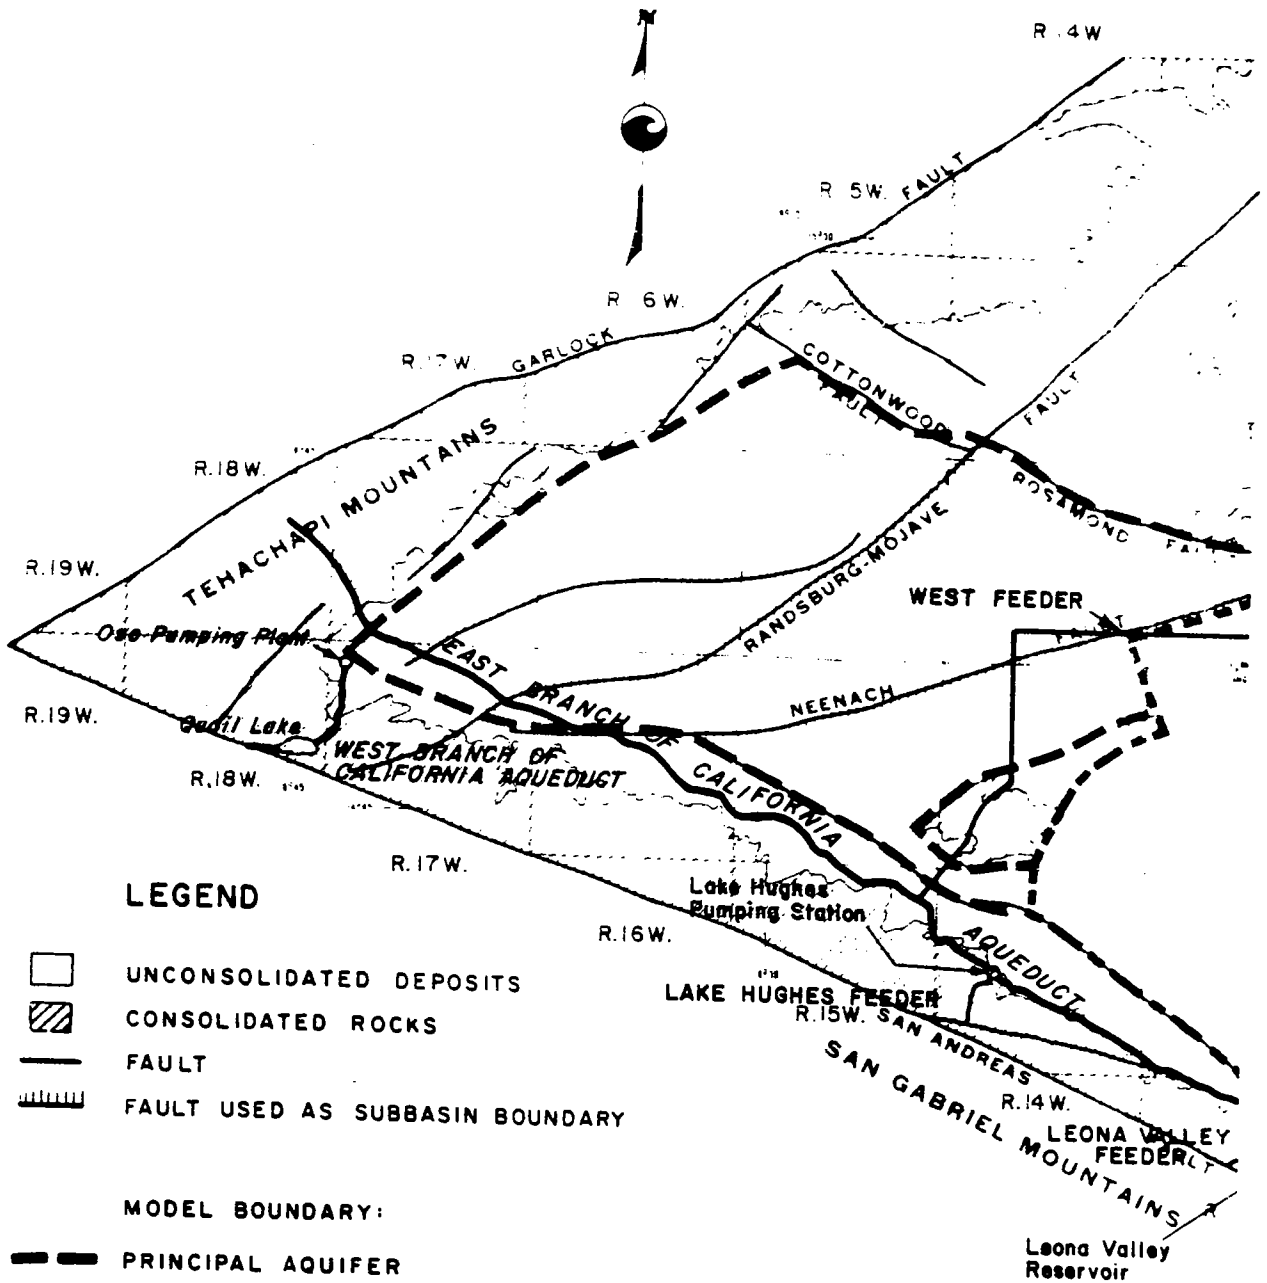 N
R. 4W
R 5W.
FAULT
R 6W.
R. 17W.
GARLOCK
COTTONWOOD
FAULT
FAULT
R.18W.
TEHACHAPI MOUNTAINS
ROSAMOND
RANDSBURG-MOJAVE
R.19W.
WEST FEEDER
Oso Pumping Plant
EAST BRANCH OF CALIFORNIA AQUEDUCT
NEENACH
R.19W.
Quail Lake
WEST BRANCH OF
CALIFORNIA AQUEDUCT
R.18W.
R.17W.
Lake Hughes
Pumping Station
R.16W.
LAKE HUGHES FEEDER
R.15W.
SAN ANDREAS
SAN GABRIEL MOUNTAINS
R.14W.
LEONA VALLEY
FEEDER
Leona Valley
Reservoir
LEGEND
UNCONSOLIDATED DEPOSITS
CONSOLIDATED ROCKS
FAULT
FAULT USED AS SUBBASIN BOUNDARY
MODEL BOUNDARY:
PRINCIPAL AQUIFER